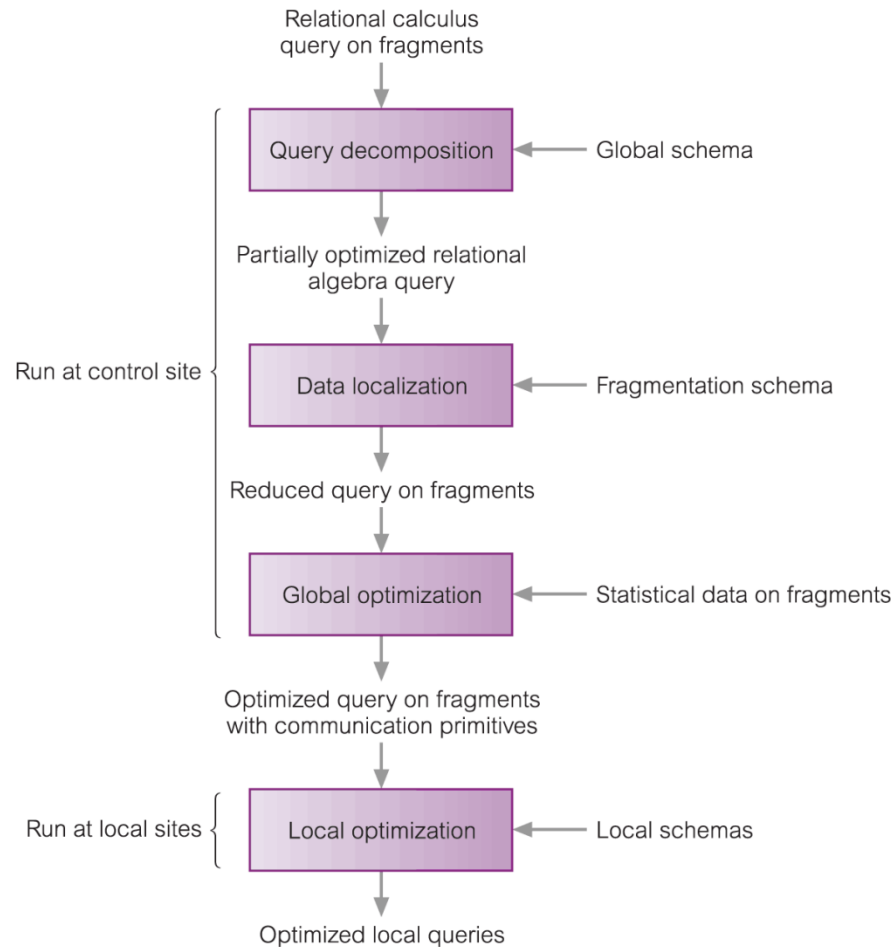 Relational calculus
query on fragments
Query decomposition
Global schema
Partially optimized relational
algebra query
Run at control site
Data localization
Fragmentation schema
Reduced query on fragments
Global optimization
Statistical data on fragments
Optimized query on fragments
with communication primitives
Run at local sites
Local optimization
Local schemas
Optimized local queries